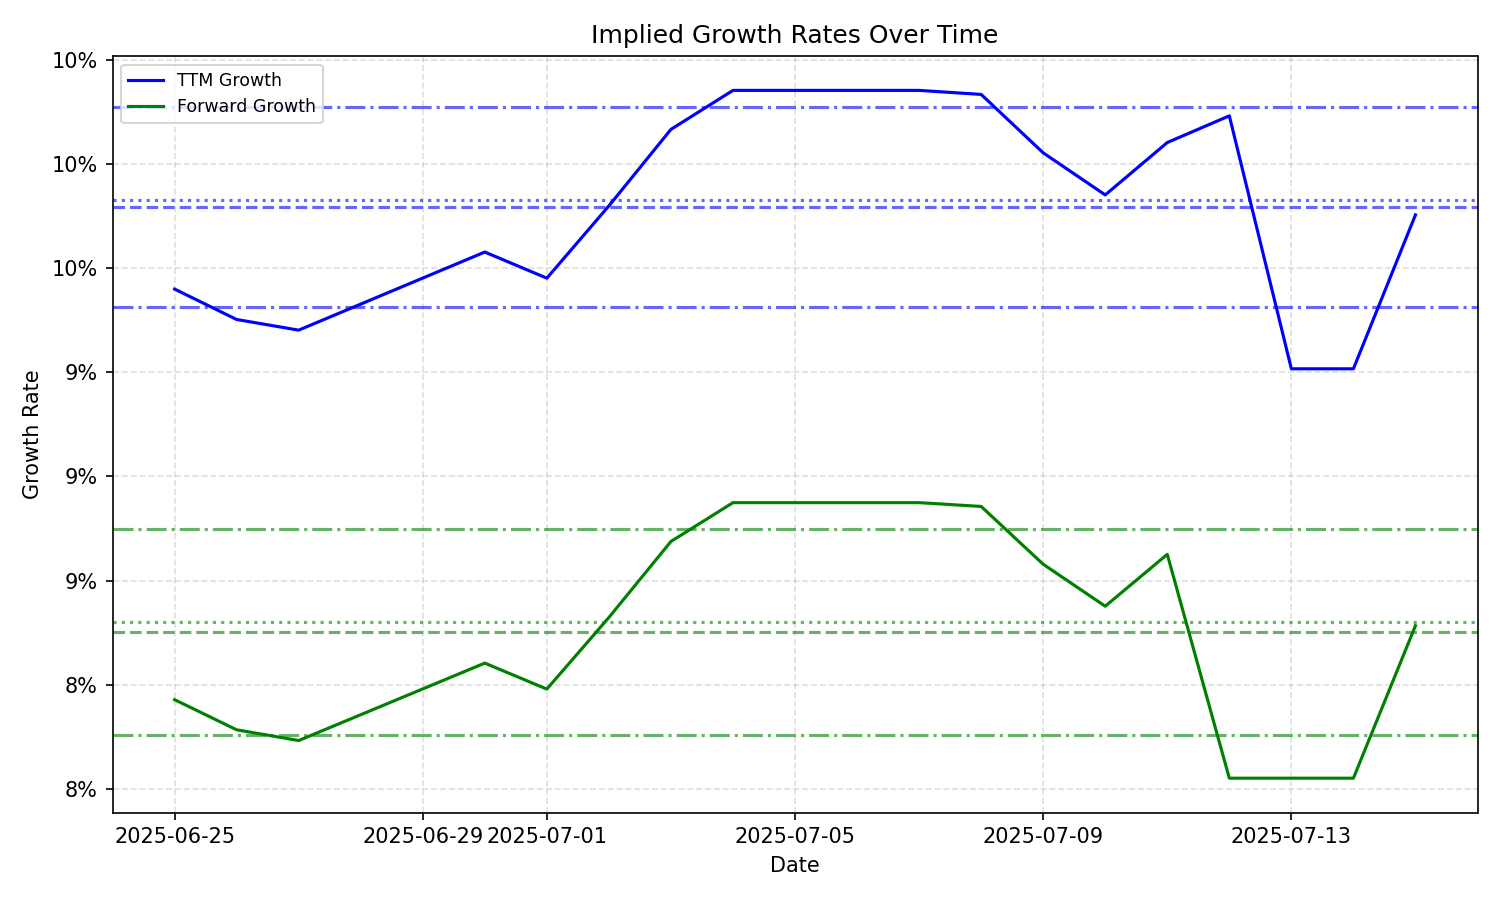 Implied Growth Rates Over Time
TTM Growth
Forward Growth
Growth Rate
10%
10%
10%
9%
9%
9%
8%
8%
2025-06-25
2025-06-29
2025-07-01
2025-07-05
2025-07-09
2025-07-13
Date